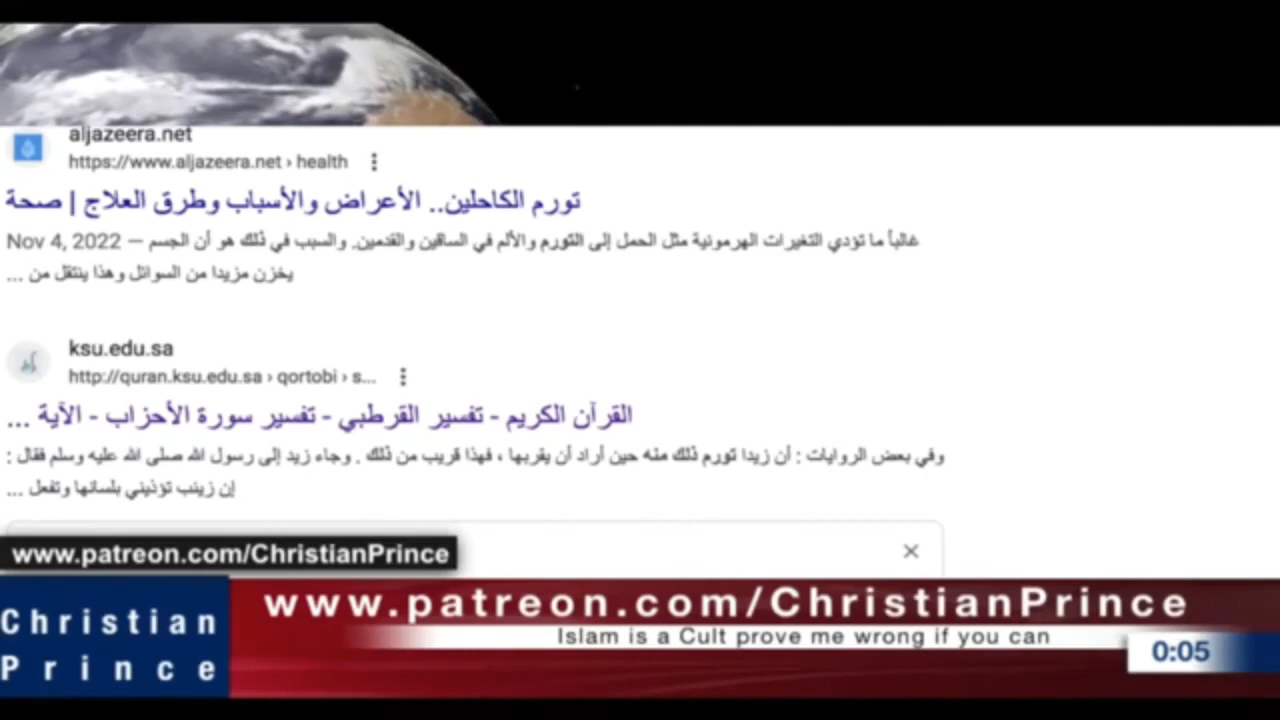 aljazeera.net
https://www.aljazeera.net › health
تورم الكاحلين.. الأعراض والأسباب وطرق العلاج | صحة
غالباً ما تؤدي التغيرات الهرمونية مثل الحمل إلى التورم والألم في الساقين والقدمين. والسبب في ذلك هو أن الجسم — Nov 4, 2022
يخزن مزيدا من السوائل وهذا ينتقل من ...
ksu.edu.sa
http://quran.ksu.edu.sa › qortobi › s...
القرآن الكريم - تفسير القرطبي - تفسير سورة الأحزاب - الآية ...
وفي بعض الروايات : أن زيدا تورم ذلك منه حين أراد أن يقربها ، فهذا قريب من ذلك . وجاء زيد إلى رسول الله صلى الله عليه وسلم فقال :
إن زينب تؤذيني بلسانها وتفعل ...
www.patreon.com/ChristianPrince
www.patreon.com/ChristianPrince
Islam is a Cult prove me wrong if you can
Christian
Prince
0:05